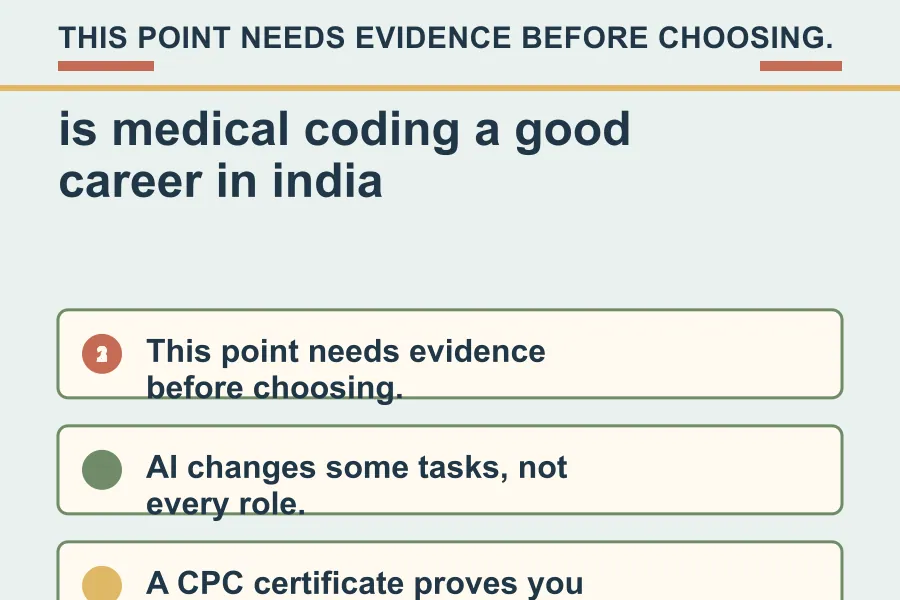 THIS POINT NEEDS EVIDENCE BEFORE CHOOSING.
is medical coding a good
career in india
This point needs evidence
before choosing.
AI changes some tasks, not
every role.
A CPC certificate proves you